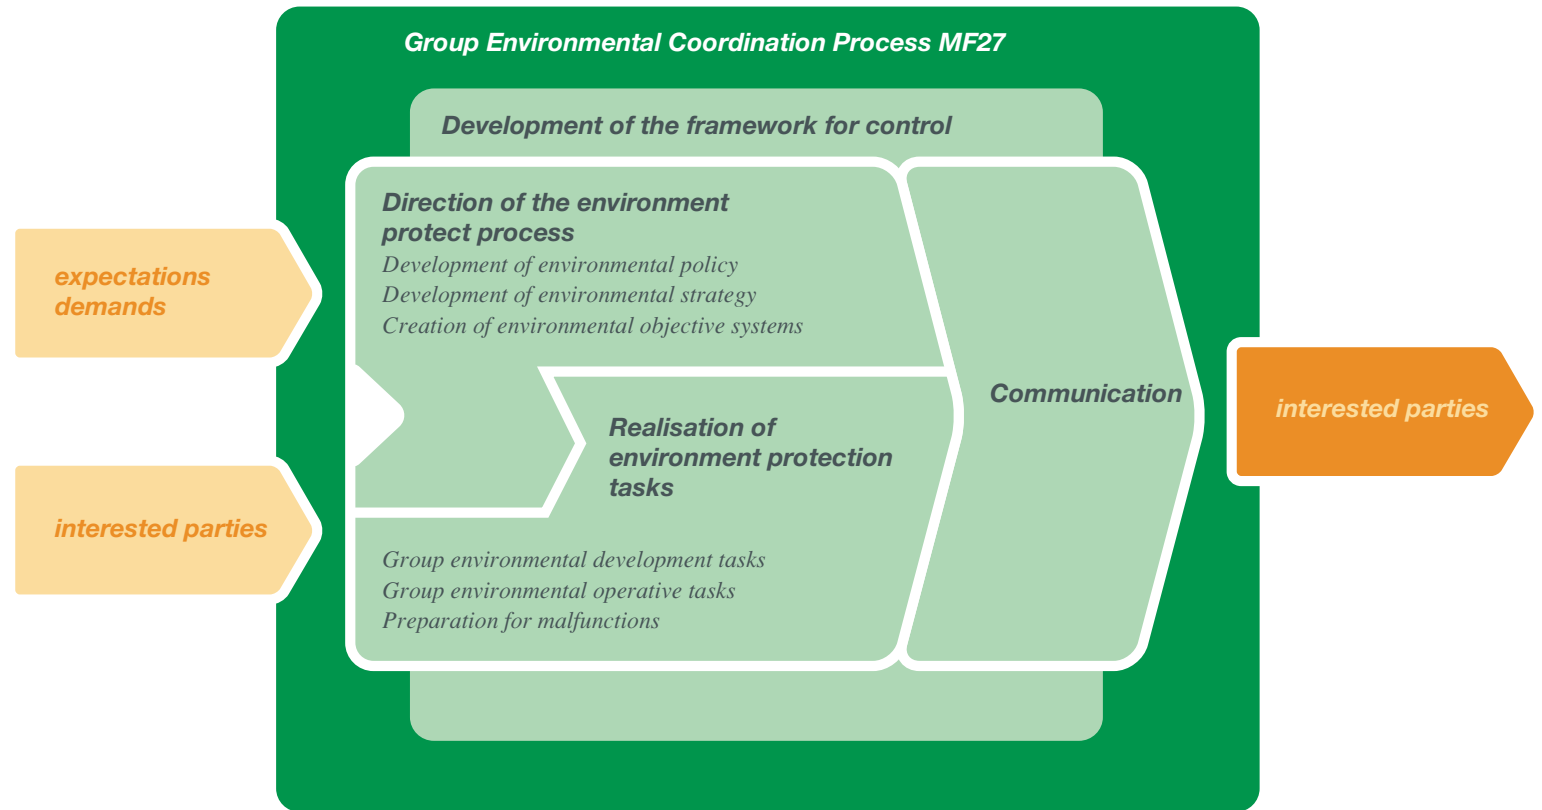 Group Environmental Coordination Process MF27
Development of the framework for control
Direction of the environment
protect process
Development of environmental policy
Development of environmental strategy
Creation of environmental objective systems
expectations
demands
interested parties
Realisation of
environment protection
tasks
Group environmental development tasks
Group environmental operative tasks
Preparation for malfunctions
Communication
interested parties